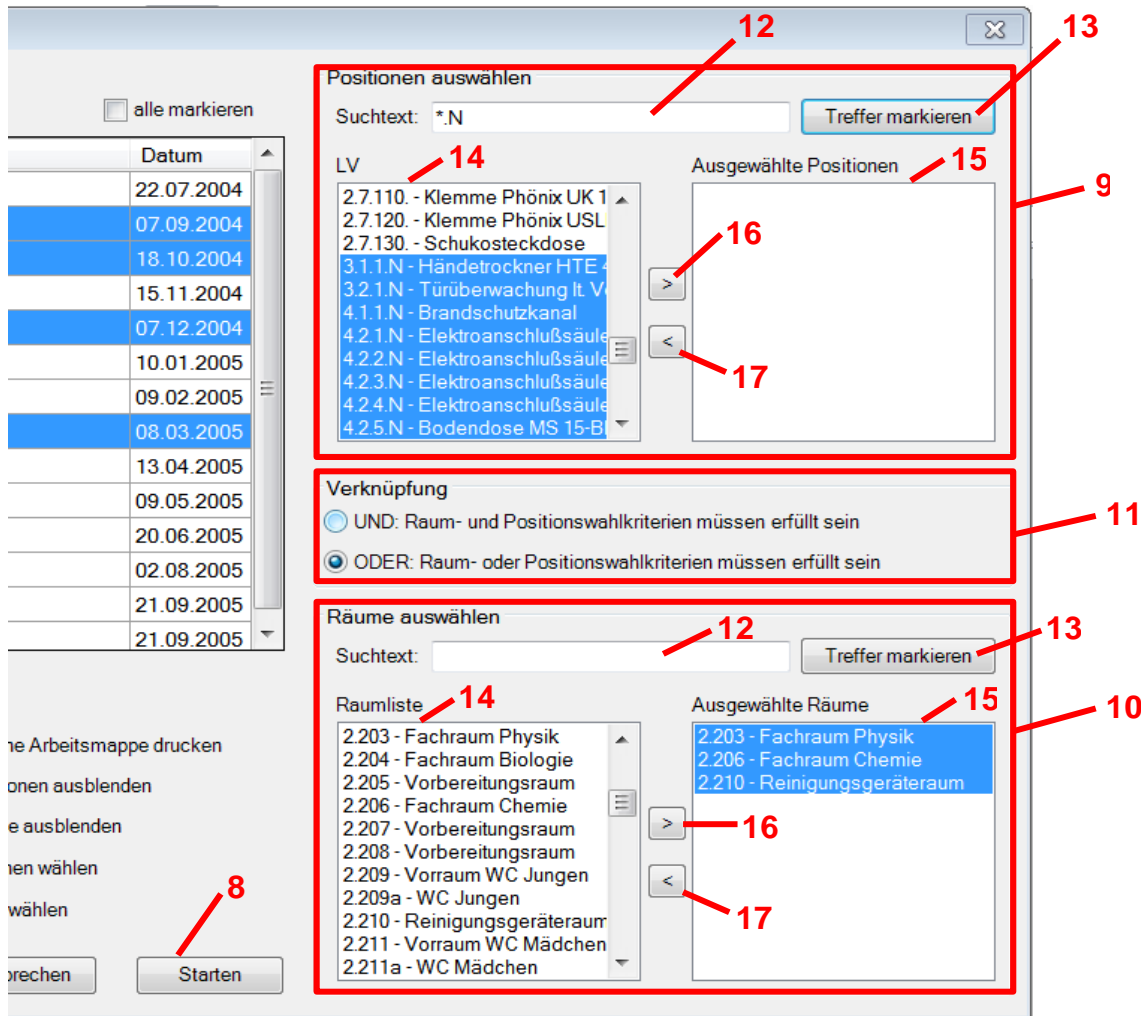 12
13
Positionen auswählen
alle markieren
Suchtext: *.N
Treffer markieren
Datum
LV
14
Ausgewählte Positionen
15
22.07.2004
07.09.2004
18.10.2004
15.11.2004
07.12.2004
10.01.2005
09.02.2005
08.03.2005
13.04.2005
09.05.2005
20.06.2005
02.08.2005
21.09.2005
21.09.2005
2.7.110. - Klemme Phönix UK 1
2.7.120. - Klemme Phönix USL
2.7.130. - Schukosteckdose
3.1.1.N - Händetrockner HTE
3.2.1.N - Türüberwachung lt.
4.1.1.N - Brandschutzkanal
4.2.1.N - Elektroanschlußsäule
4.2.2.N - Elektroanschlußsäule
4.2.3.N - Elektroanschlußsäule
4.2.4.N - Elektroanschlußsäule
4.2.5.N - Bodendose MS 15-
>
<
16
17
9
Verknüpfung
UND: Raum- und Positionswahlkriterien müssen erfüllt sein
ODER: Raum- oder Positionswahlkriterien müssen erfüllt sein
11
Räume auswählen
12
13
Suchtext:
Treffer markieren
Raumliste
14
Ausgewählte Räume
15
10
2.203 - Fachraum Physik
2.204 - Fachraum Biologie
2.205 - Vorbereitungsraum
2.206 - Fachraum Chemie
2.207 - Vorbereitungsraum
2.208 - Vorbereitungsraum
2.209 - Vorraum WC Jungen
2.209a - WC Jungen
2.210 - Reinigungsgeräteraum
2.211 - Vorraum WC Mädchen
2.211a - WC Mädchen
>
<
16
17
2.203 - Fachraum Physik
2.206 - Fachraum Chemie
2.210 - Reinigungsgeräteraum
ne Arbeitsmappe drucken
onen ausblenden
e ausblenden
nen wählen
wählen
8
brechen
Starten